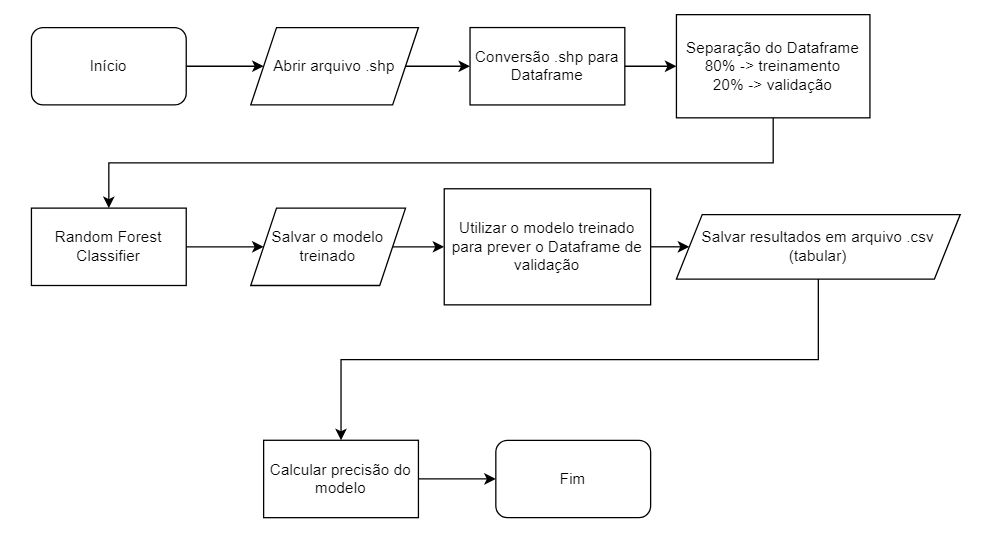 Início
Abrir arquivo .shp
Conversão .shp para
Dataframe
Separação do Dataframe
80% -> treinamento
20% -> validação
Random Forest
Classifier
Salvar o modelo
treinado
Utilizar o modelo treinado
para prever o Dataframe de
validação
Salvar resultados em arquivo .csv
(tabular)
Calcular precisão do
modelo
Fim